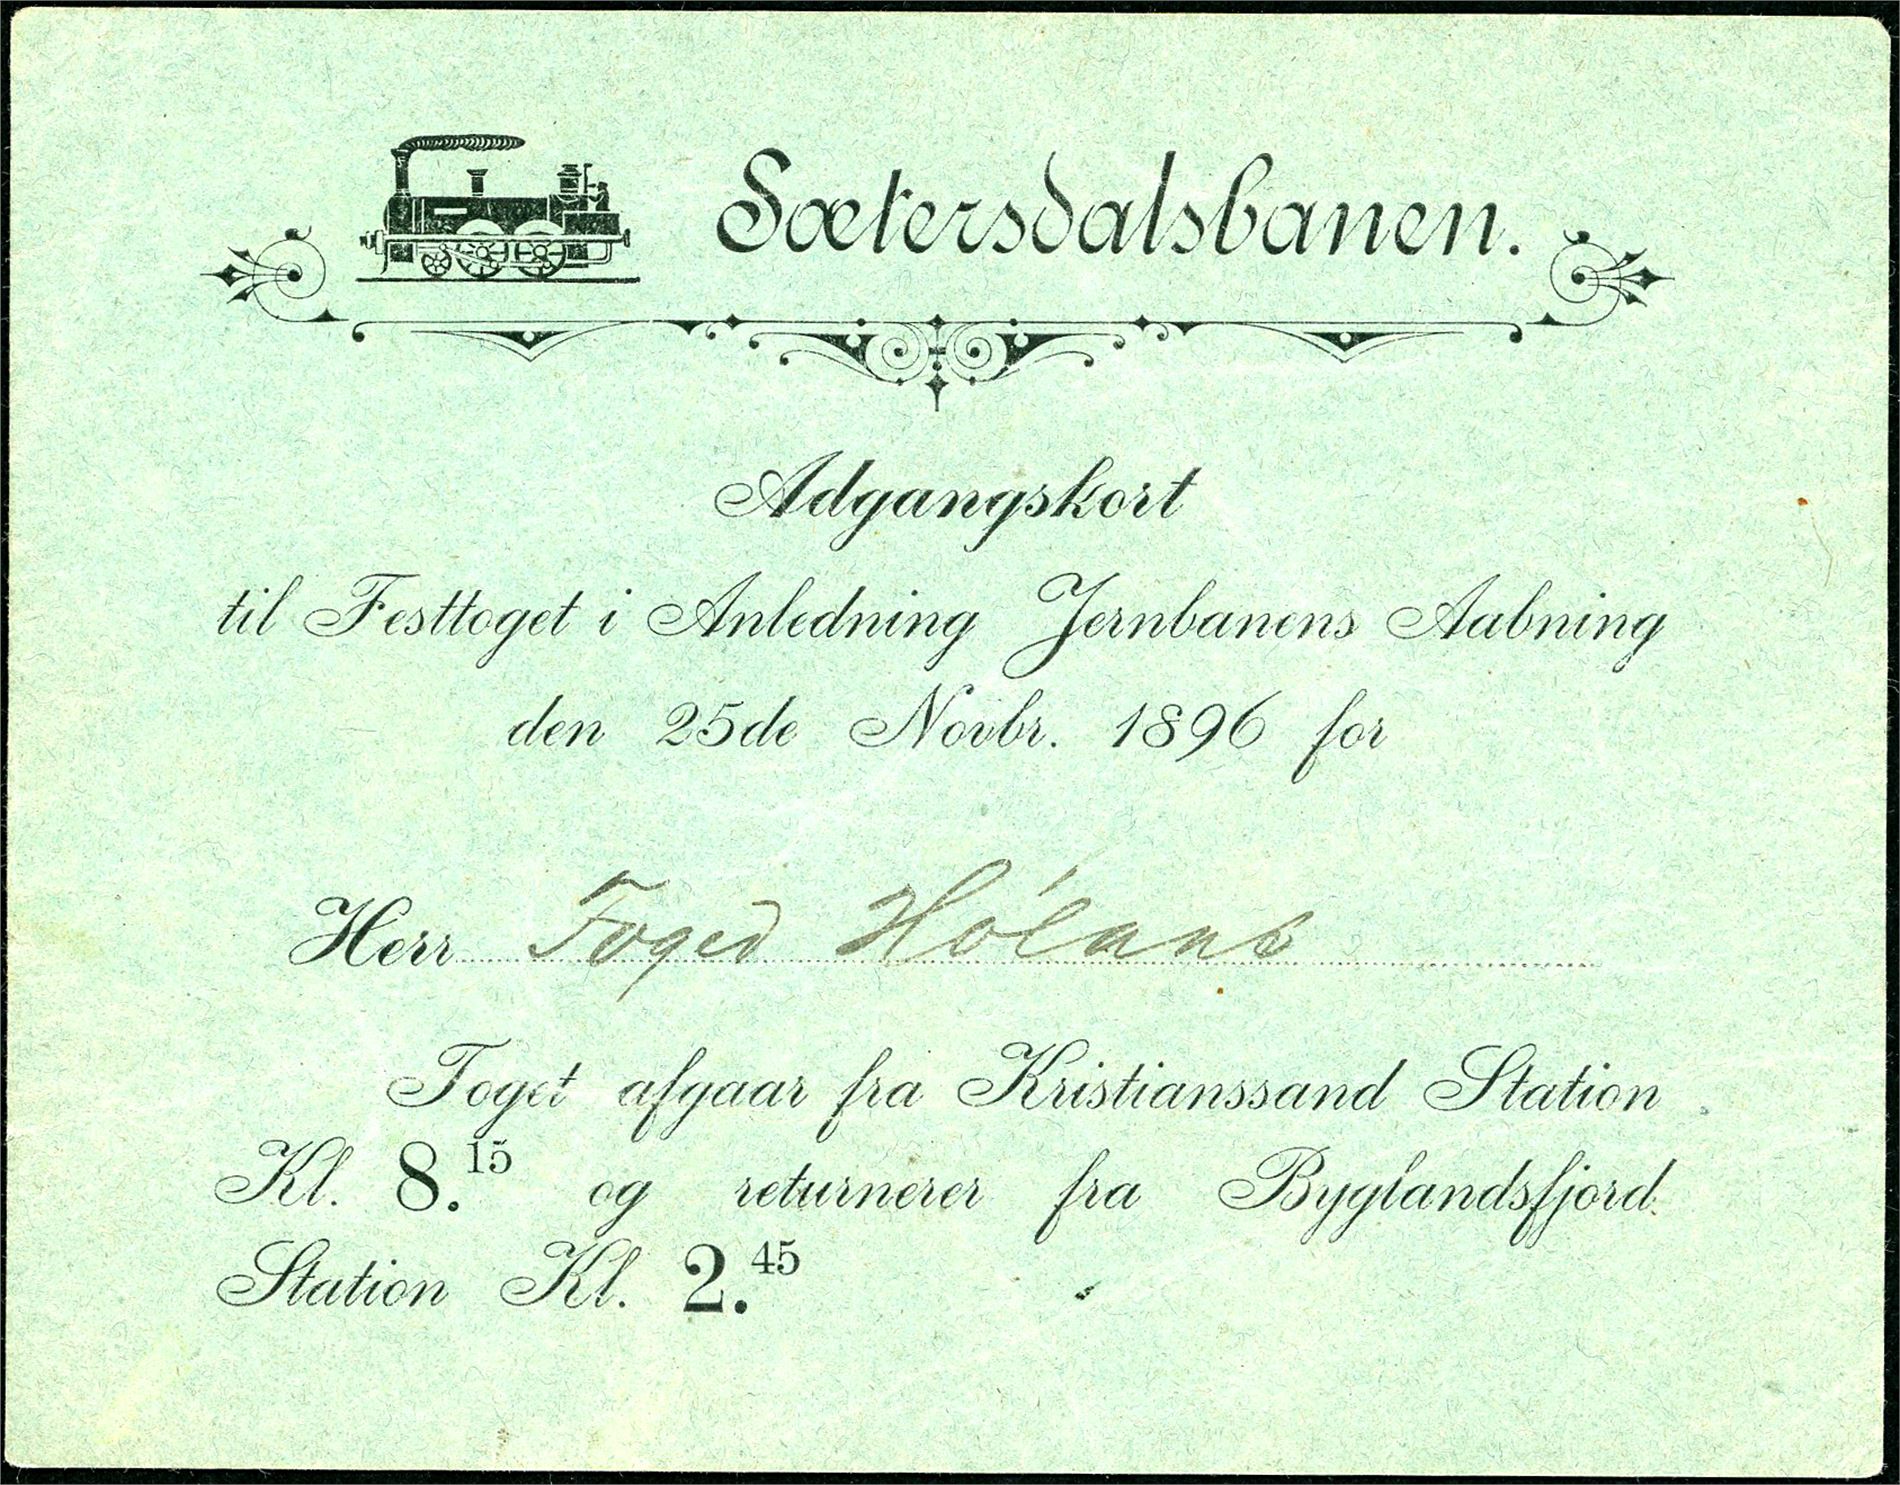 Sætersdalsbanen.
Adgangskort
til Festtoget i Anledning Jernbanens Aabning
den 25de Novbr. 1896 for
Herr Foged
Toget afgaar fra Kristianssand Station
Kl. 8.15 og returnerer fra Byglandsfjord
Station Kl. 2.45